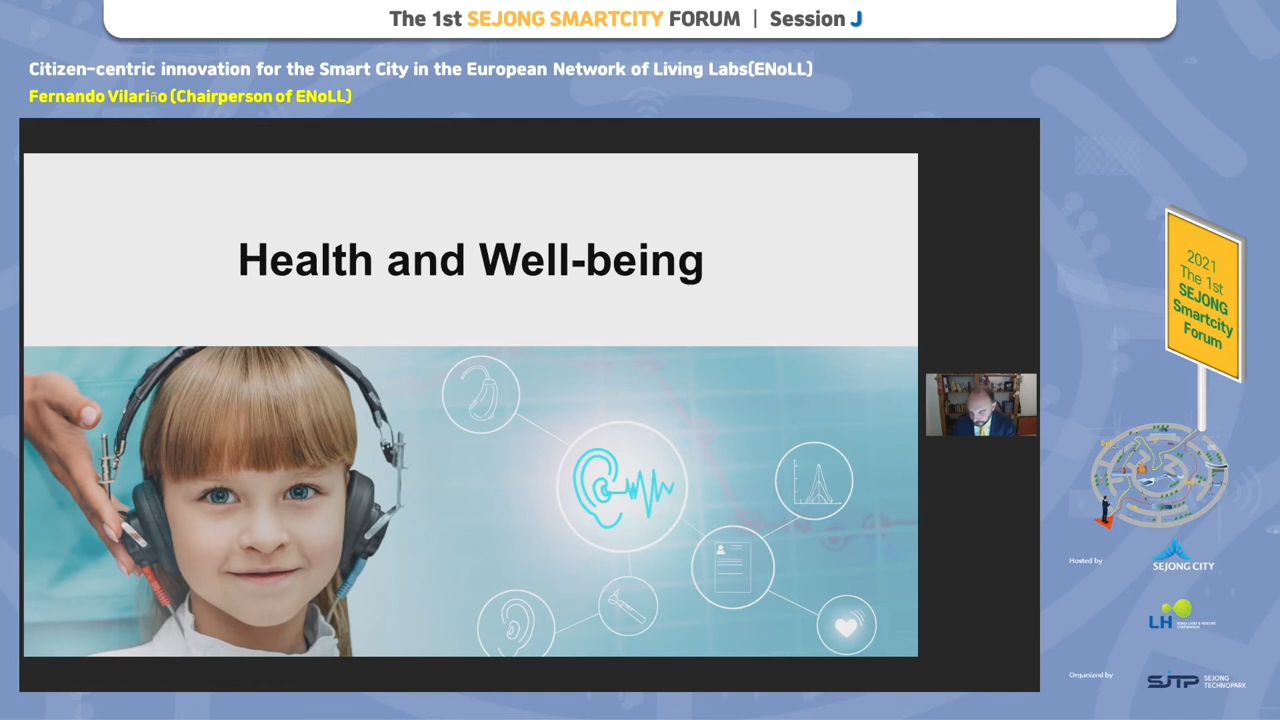 The 1st SEJONG SMARTCITY FORUM | Session J
Citizen-centric innovation for the Smart City in the European Network of Living Labs(ENoLL)
Fernando Vilariño (Chairperson of ENoLL)
Health and Well-being
2021
The 1st
SEJONG
Smartcity
Forum
Hosted by
SEJONG CITY
LH
Organized by
SJTP
SEJONG
TECHNOPARK